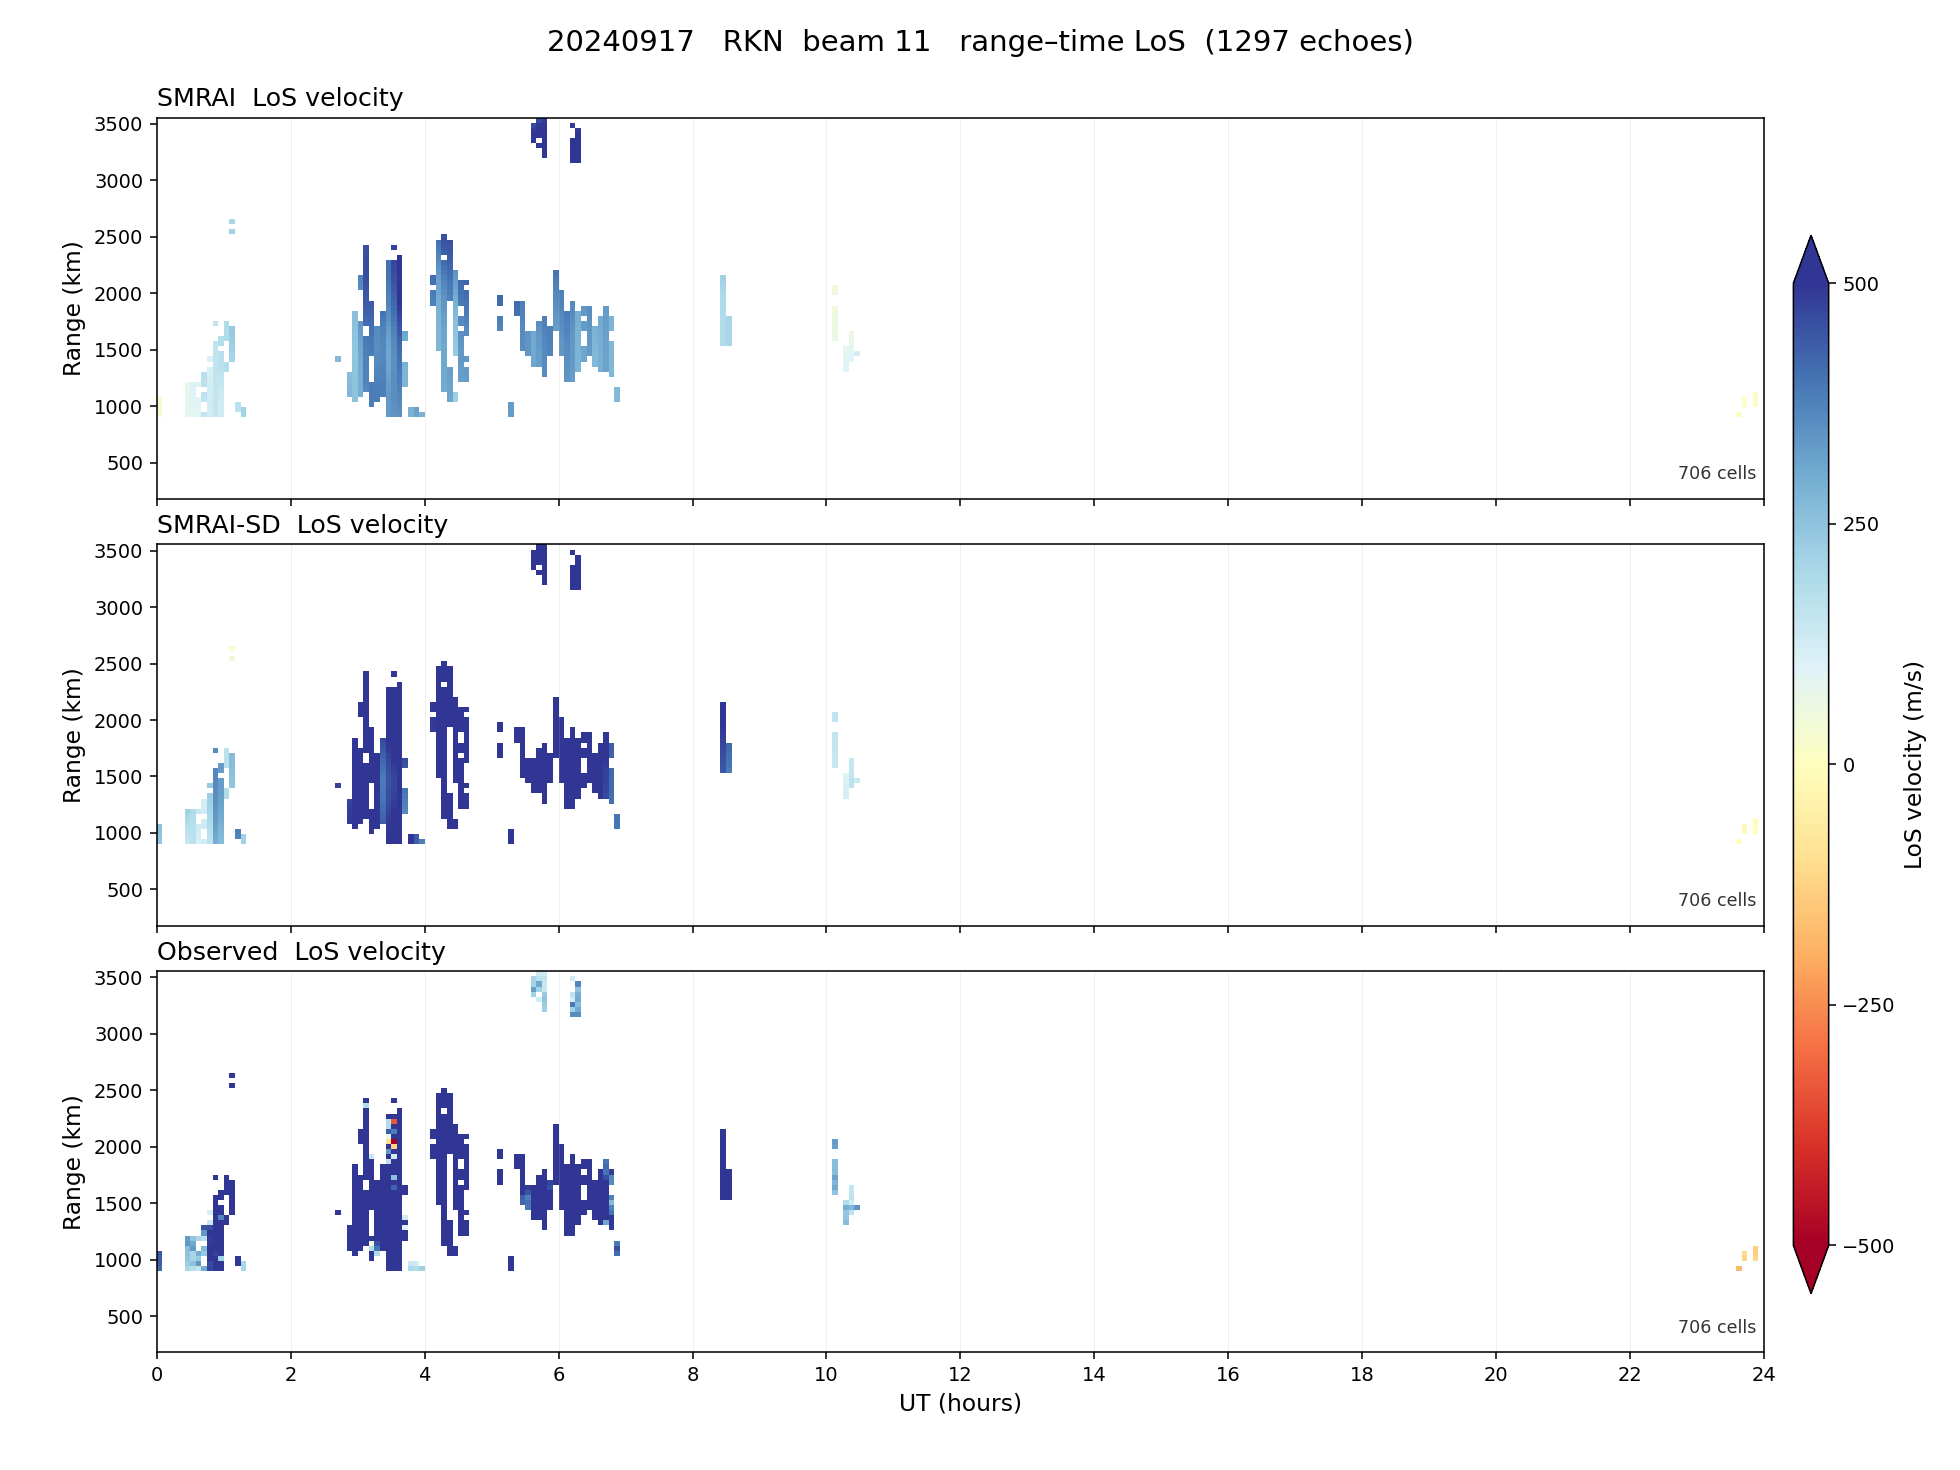 20240917 RKN beam 11 range–time LoS (1297 echoes)
SMRAI LoS velocity
3500
3000
2500
2000
1500
1000
500
Range (km)
706 cells
SMRAI-SD LoS velocity
3500
3000
2500
2000
1500
1000
500
Range (km)
706 cells
Observed LoS velocity
3500
3000
2500
2000
1500
1000
500
Range (km)
706 cells
0 2 4 6 8 10 12 14 16 18 20 22 24
UT (hours)
500
250
0
−250
−500
LoS velocity (m/s)